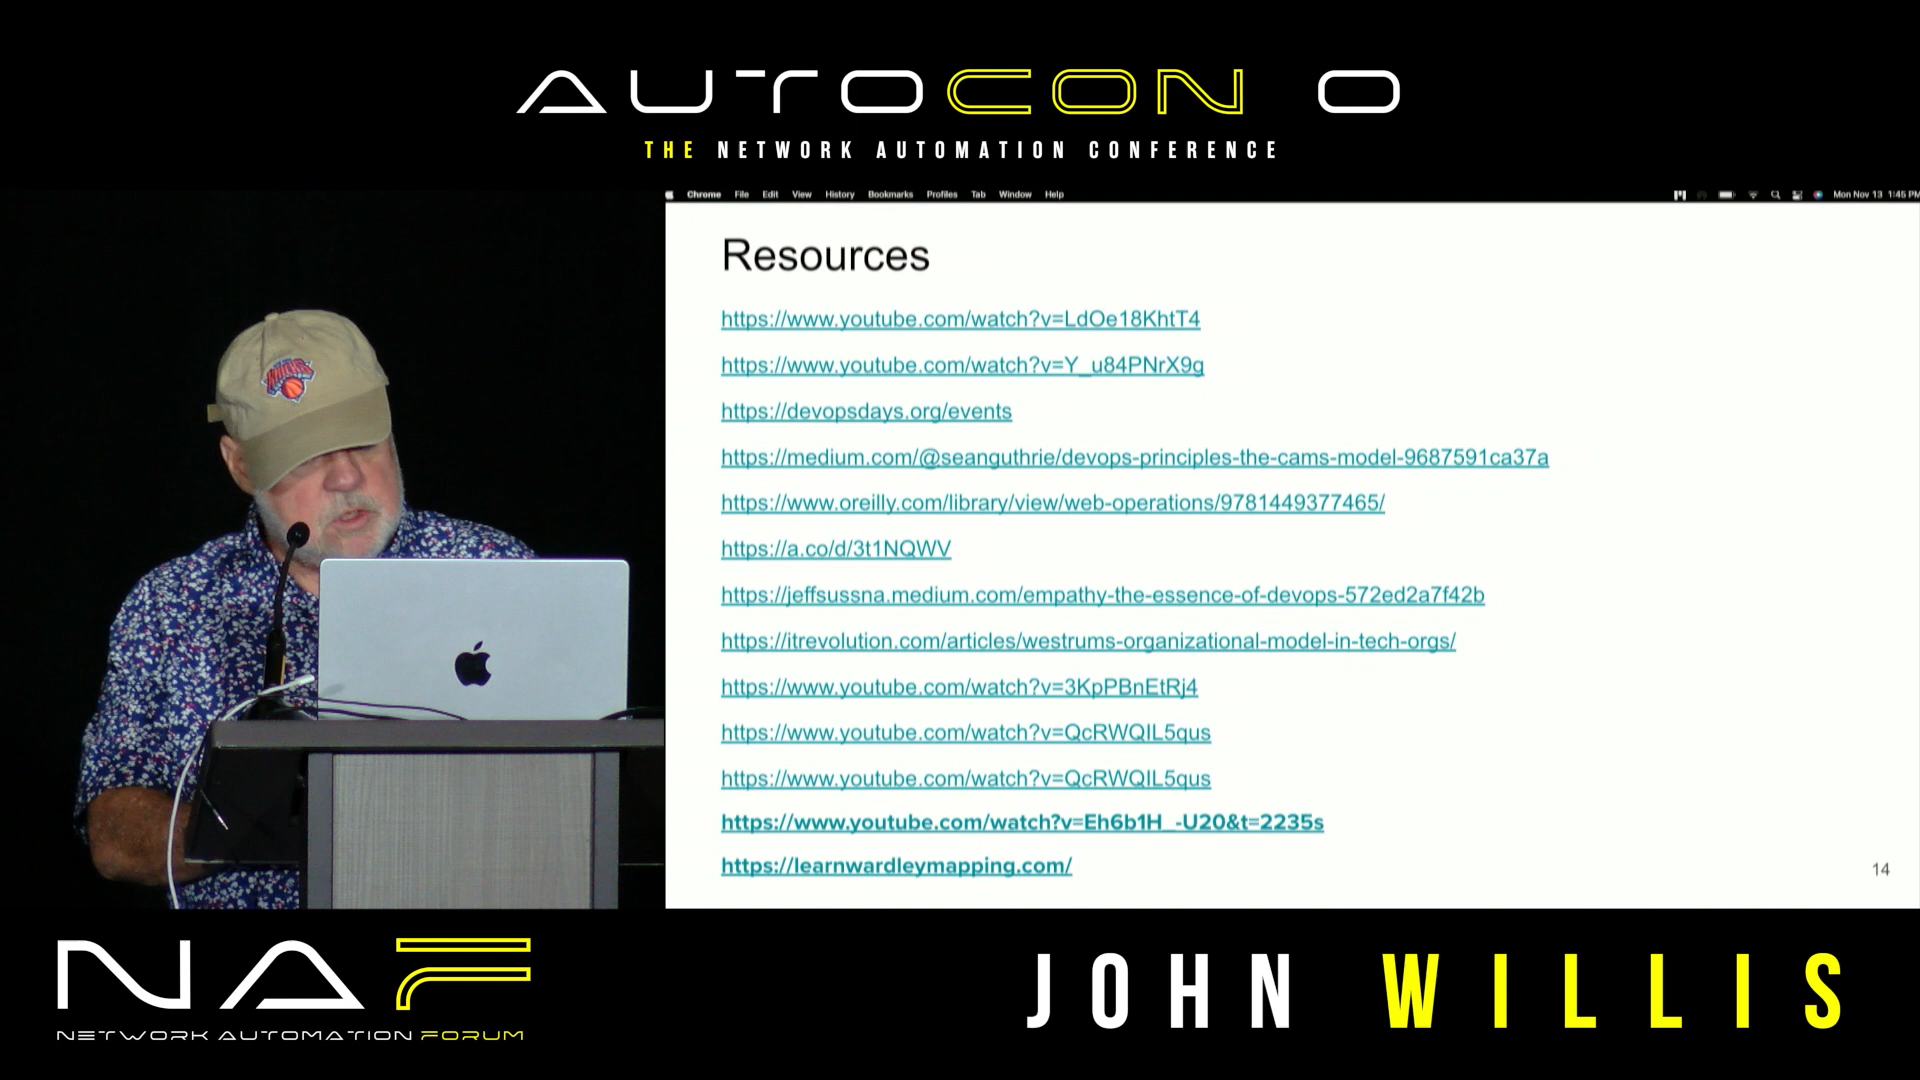 AUTOCON 0
THE NETWORK AUTOMATION CONFERENCE
Chrome File Edit View History Bookmarks Profiles Tab Window Help
Mon Nov 13 1:45 PM
Resources
https://www.youtube.com/watch?v=LdOe18KhtT4
https://www.youtube.com/watch?v=Y_u84PNrX9g
https://devopsdays.org/events
https://medium.com/@seanguthrie/devops-principles-the-cams-model-9687591ca37a
https://www.oreilly.com/library/view/web-operations/9781449377465/
https://a.co/d/3t1NQWV
https://jeffsussna.medium.com/empathy-the-essence-of-devops-572ed2a7f42b
https://itrevolution.com/articles/westrums-organizational-model-in-tech-orgs/
https://www.youtube.com/watch?v=3KpPBnEtRj4
https://www.youtube.com/watch?v=QcRWQIL5qus
https://www.youtube.com/watch?v=QcRWQIL5qus
https://www.youtube.com/watch?v=Eh6b1H_-U20&t=2235s
https://learnwardleymapping.com/
14
KNICKS
NAF
NETWORK AUTOMATION FORUM
JOHN WILLIS